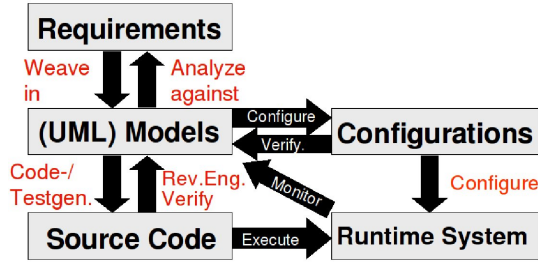 Requirements
Weave Analyze
in against
Configure
(UML) Models Configurations
Verify.
Code-/ Rev.Eng.
Testgen. Verify
Monitor
Configure
Source Code Runtime System
Execute